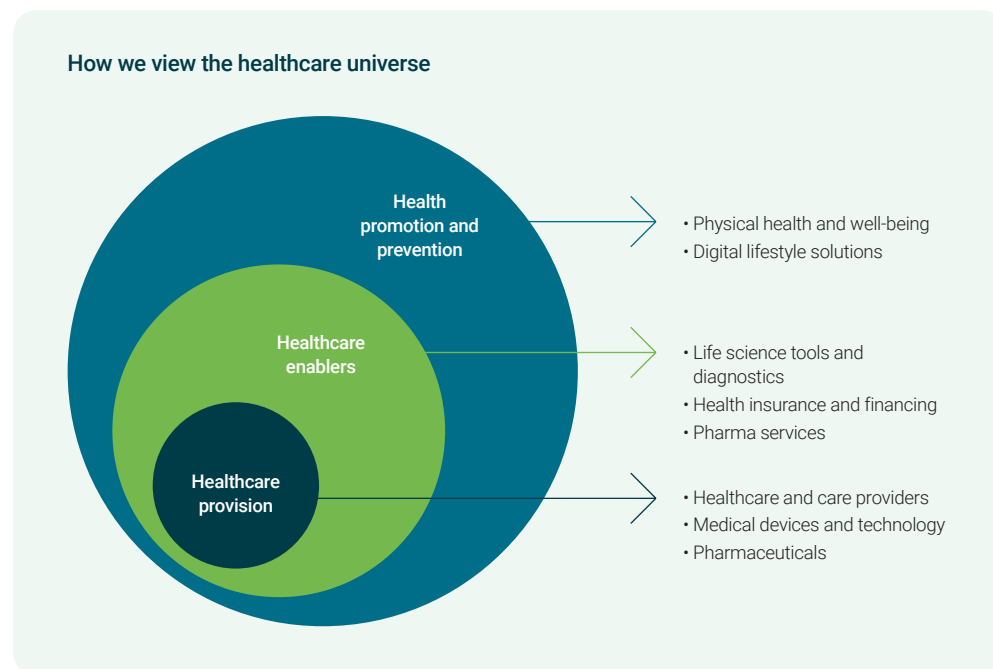 How we view the healthcare universe
Health
promotion and
prevention
• Physical health and well-being
• Digital lifestyle solutions
Healthcare
enablers
• Life science tools and
diagnostics
• Health insurance and financing
• Pharma services
Healthcare
provision
• Healthcare and care providers
• Medical devices and technology
• Pharmaceuticals